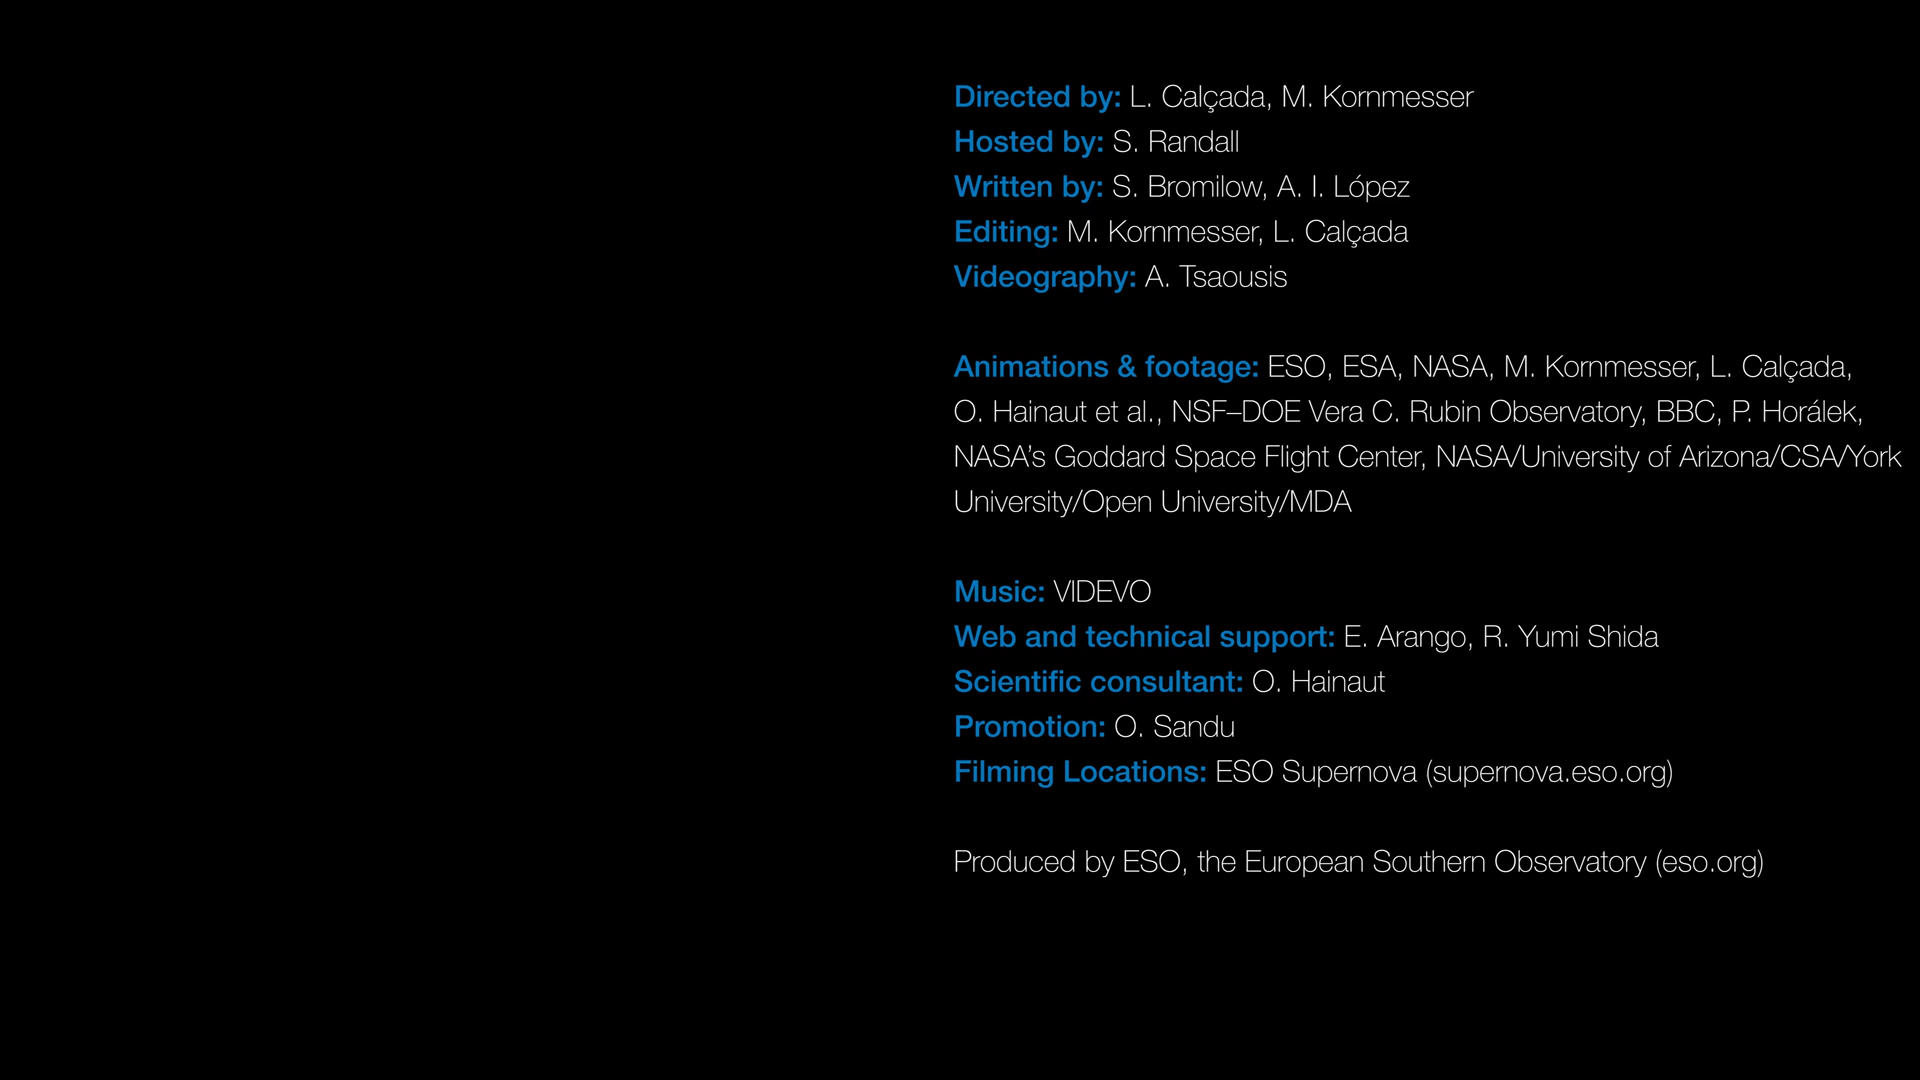 Directed by: L. Calçada, M. Kornmesser
Hosted by: S. Randall
Written by: S. Bromilow, A. I. López
Editing: M. Kornmesser, L. Calçada
Videography: A. Tsaousis
Animations & footage: ESO, ESA, NASA, M. Kornmesser, L. Calçada,
O. Hainaut et al., NSF–DOE Vera C. Rubin Observatory, BBC, P. Horálek,
NASA’s Goddard Space Flight Center, NASA/University of Arizona/CSA/York
University/Open University/MDA
Music: VIDEVO
Web and technical support: E. Arango, R. Yumi Shida
Scientific consultant: O. Hainaut
Promotion: O. Sandu
Filming Locations: ESO Supernova (supernova.eso.org)
Produced by ESO, the European Southern Observatory (eso.org)